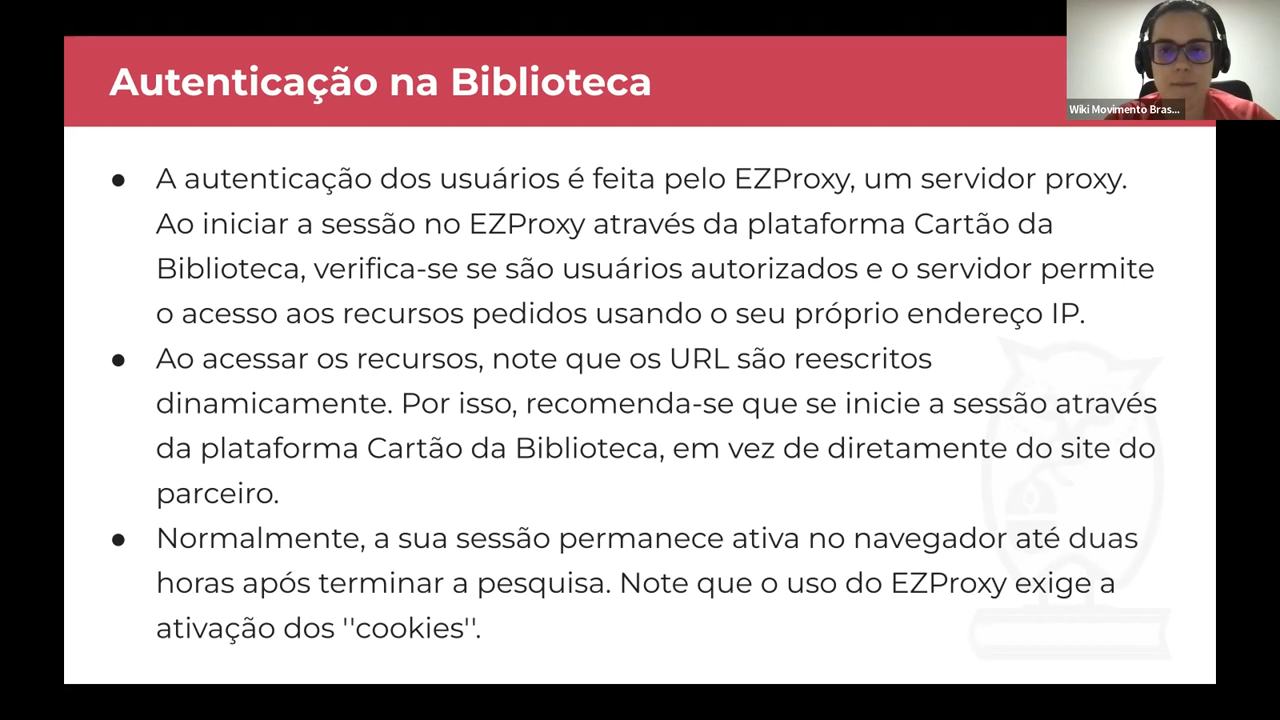 Autenticação na Biblioteca
Wiki Movimento Bras...
● A autenticação dos usuários é feita pelo EZProxy, um servidor proxy.
Ao iniciar a sessão no EZProxy através da plataforma Cartão da
Biblioteca, verifica-se se são usuários autorizados e o servidor permite
o acesso aos recursos pedidos usando o seu próprio endereço IP.
● Ao acessar os recursos, note que os URL são reescritos
dinamicamente. Por isso, recomenda-se que se inicie a sessão através
da plataforma Cartão da Biblioteca, em vez de diretamente do site do
parceiro.
● Normalmente, a sua sessão permanece ativa no navegador até duas
horas após terminar a pesquisa. Note que o uso do EZProxy exige a
ativação dos ''cookies''.